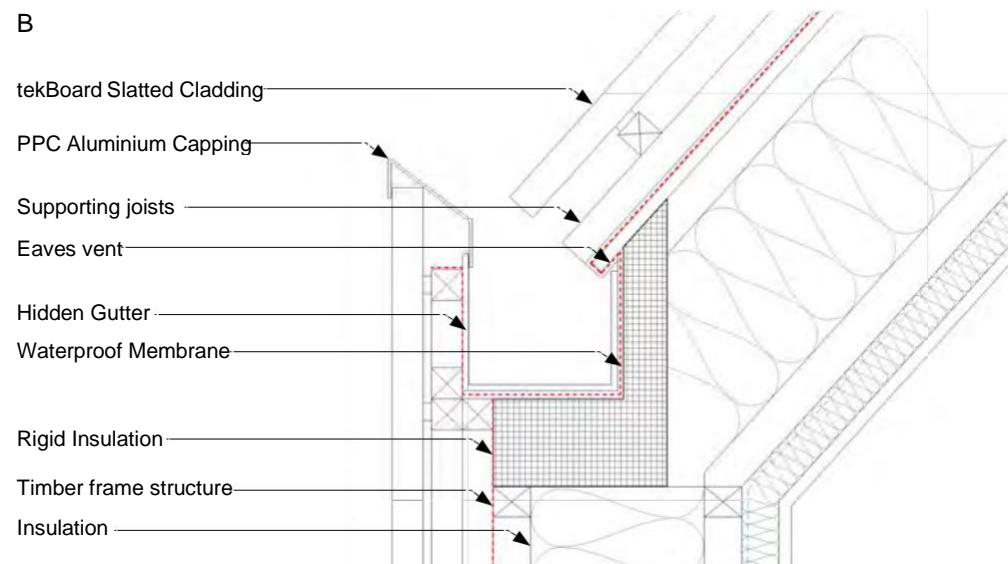 B
tekBoard Slatted Cladding
PPC Aluminium Capping
Supporting joists
Eaves vent
Hidden Gutter
Waterproof Membrane
Rigid Insulation
Timber frame structure
Insulation